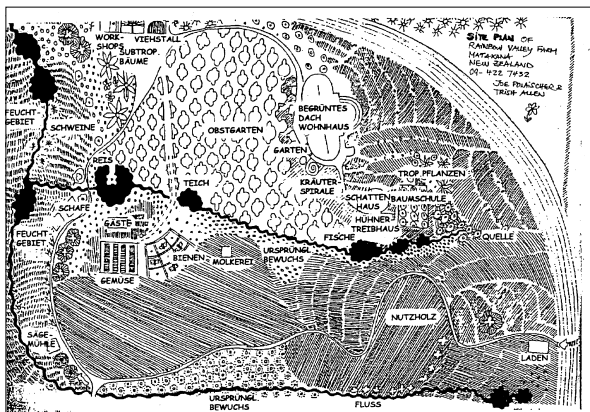 WORK-
SHOPS
VIEHSTALL
SUBTROP.
BÄUME
SITE PLAN OF
RAINBOW VALLEY FARM
MATAKANA
NEW ZEALAND
09- 422 7432
JOE POLAISCHER &
TRISH ALLEN
FEUCHT-
GEBIET
SCHWEINE
OBSTGARTEN
BEGRÜNTES
DACH
WOHNHAUS
GARTEN
REIS
TEICH
KRÄUTER-
SPIRALE
TROP. PFLANZEN
SCHATTEN
HAUS
BAUMSCHULE
HÜHNER
TREIBHAUS
SCHAFE
GÄSTE
FISCHE
QUELLE
FEUCHT
GEBIET
BIENEN
MOLKEREI
URSPRÜNGL.
BEWUCHS
GEMÜSE
NUTZHOLZ
SÄGE-
MÜHLE
LADEN
URSPRÜNGL.
BEWUCHS
FLUSS